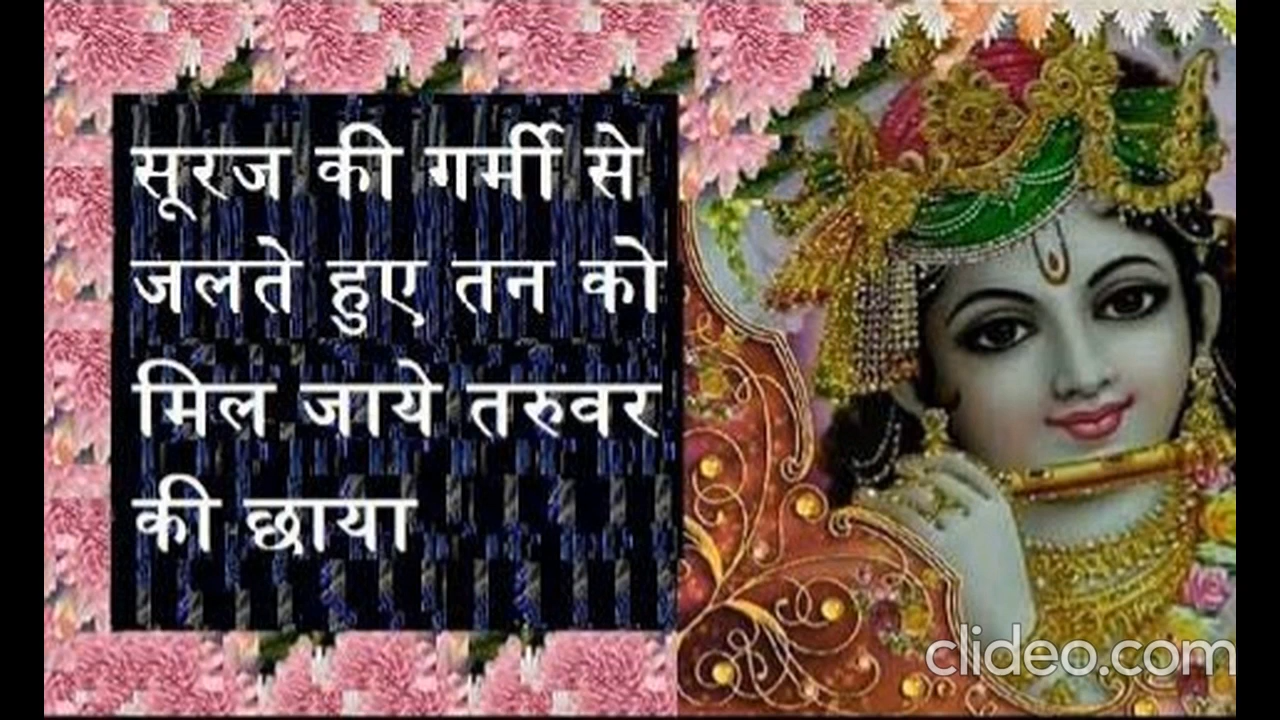 सूरज की गर्मी से
जलते हुए तन को
मिल जाये तरुवर
की छाया
clideo.com